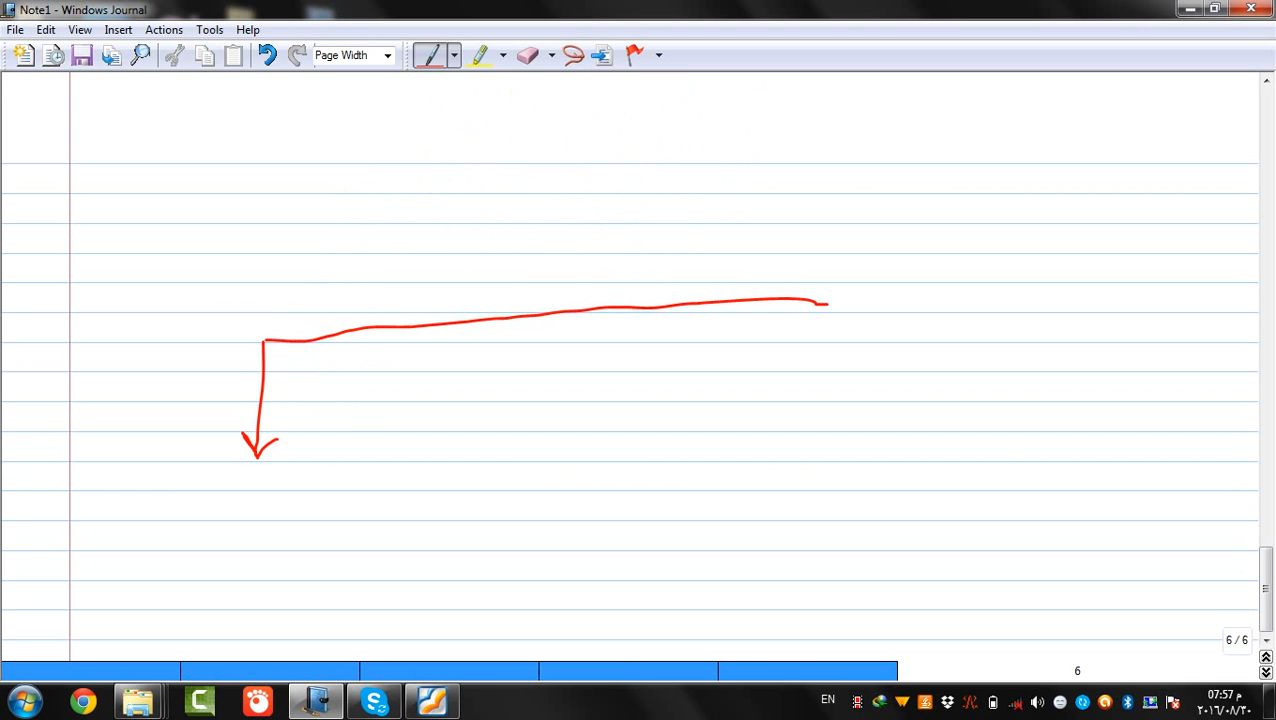 Note1 - Windows Journal
File Edit View Insert Actions Tools Help
Page Width
6 / 6
6
EN
07:57 م
٢٠١٦/٠٨/٣٠